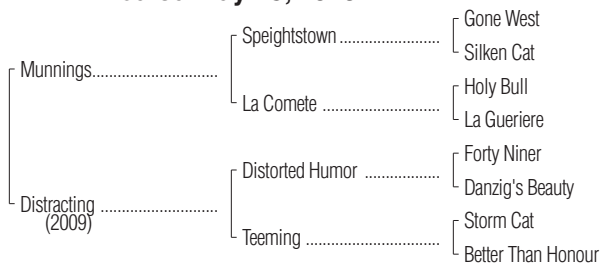 Gone West
Speightstown
Silken Cat
Munnings
Holy Bull
La Comete
La Gueriere
Forty Niner
Distorted Humor
Danzig's Beauty
Distracting
(2009)
Storm Cat
Teeming
Better Than Honour